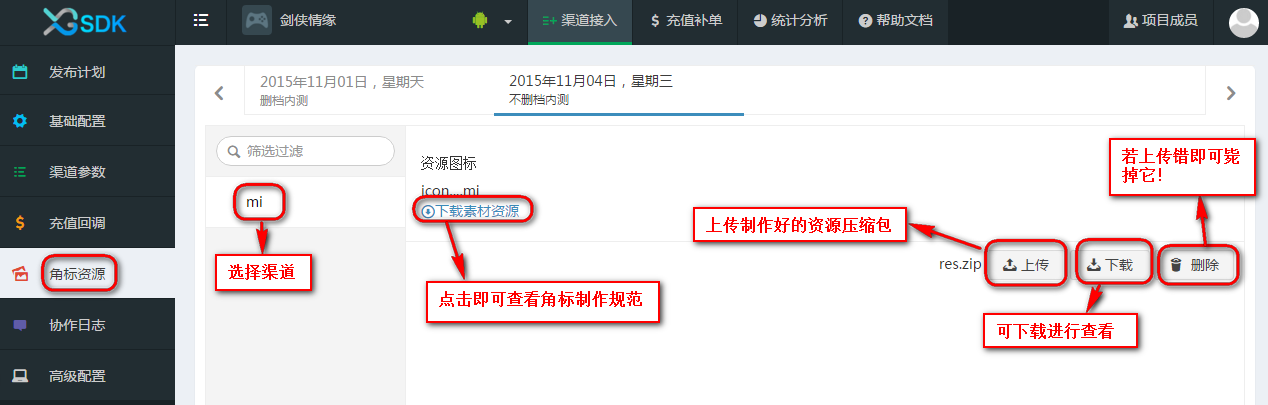 XGSDK
剑侠情缘
渠道接入
$ 充值补单
统计分析
帮助文档
项目成员
发布计划
基础配置
渠道参数
充值回调
角标资源
协作日志
高级配置
2015年11月01日，星期天
删档内测
2015年11月04日，星期三
不删档内测
筛选过滤
mi
选择渠道
资源图标
icon....mi
下载素材资源
点击即可查看角标制作规范
上传制作好的资源压缩包
res.zip
上传
下载
删除
可下载进行查看
若上传错即可毙
掉它!